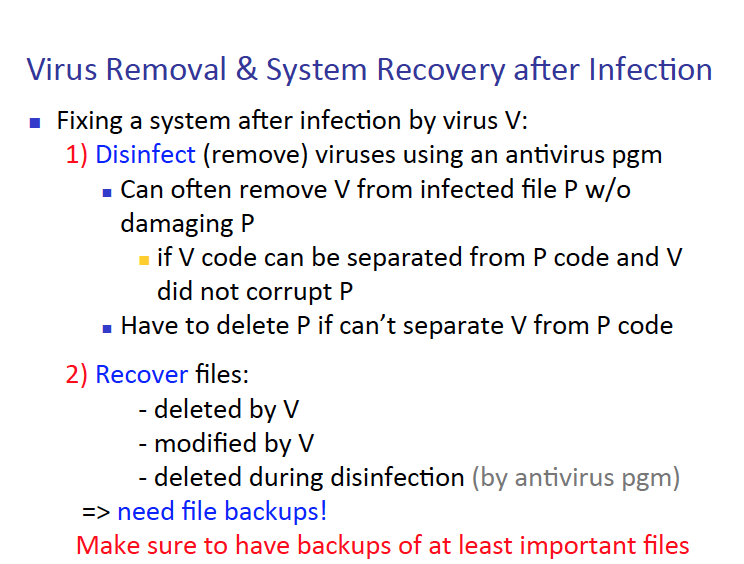 Virus Removal & System Recovery after Infection
Fixing a system after infection by virus V:
1) Disinfect (remove) viruses using an antivirus pgm
Can often remove V from infected file P w/o
damaging P
if V code can be separated from P code and V
did not corrupt P
Have to delete P if can’t separate V from P code
2) Recover files:
- deleted by V
- modified by V
- deleted during disinfection (by antivirus pgm)
=> need file backups!
Make sure to have backups of at least important files